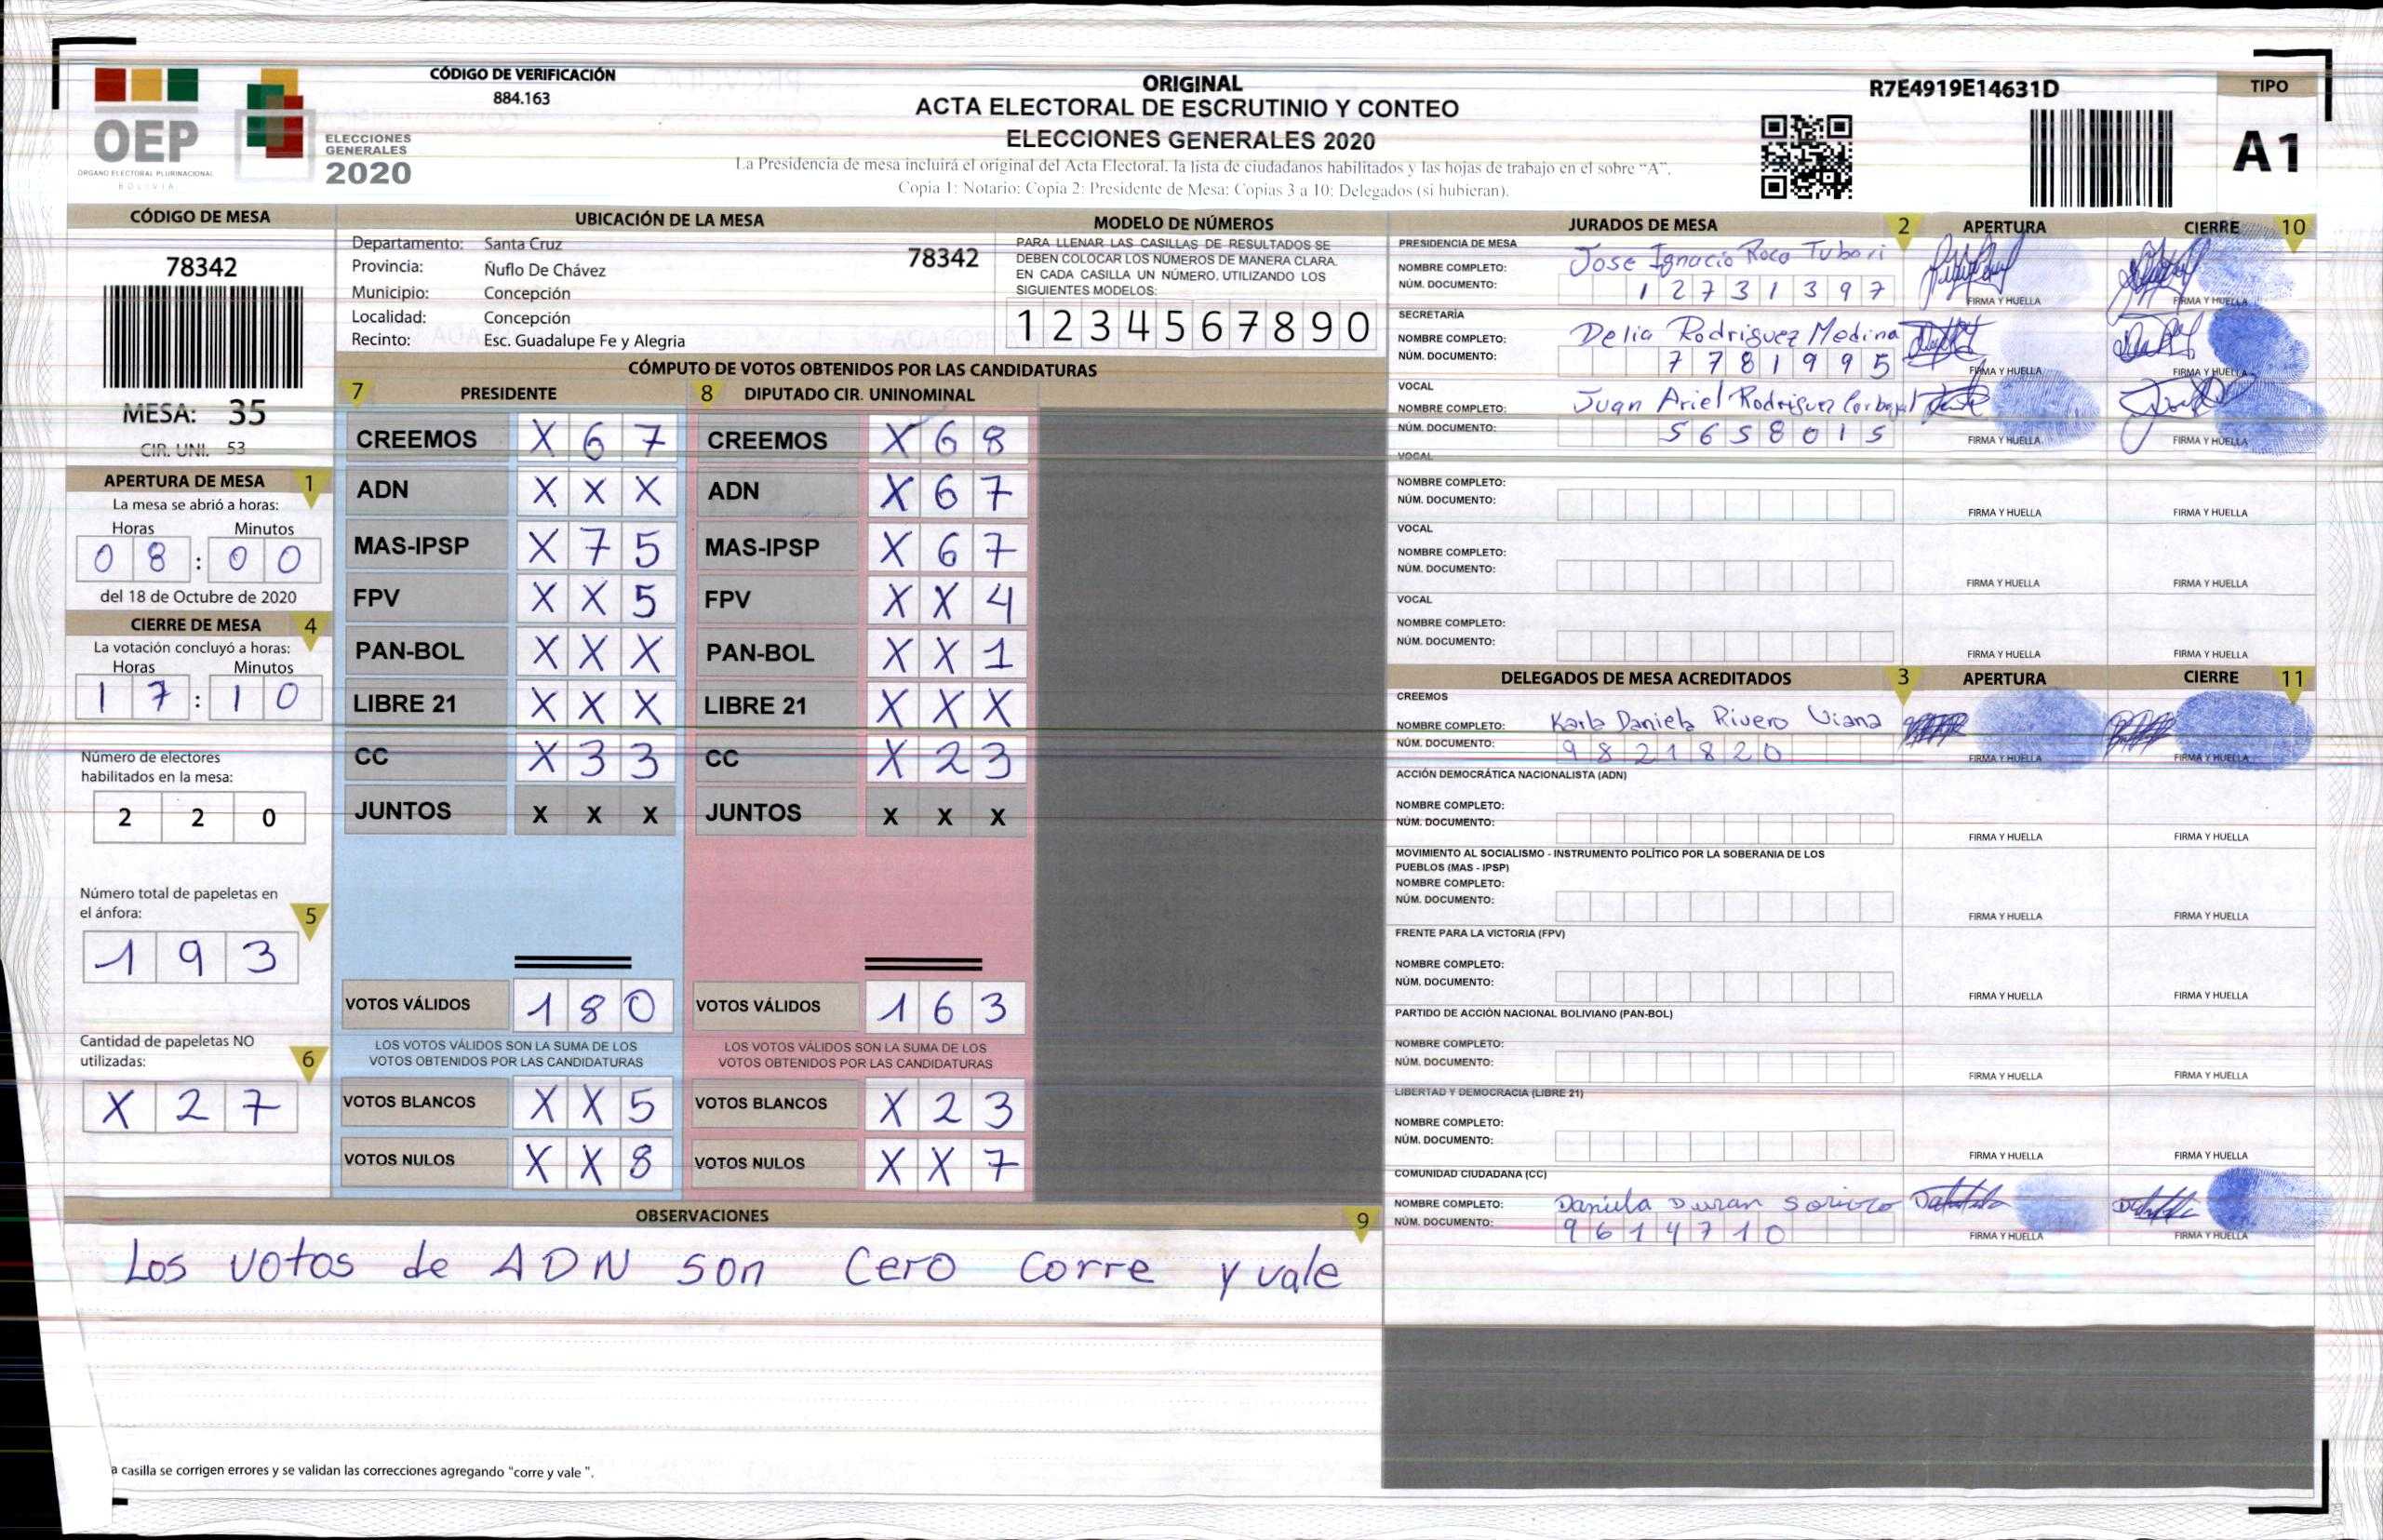 CÓDIGO DE VERIFICACIÓN
884.163
OEP
ÓRGANO ELECTORAL PLURINACIONAL
BOLIVIA
ELECCIONES
GENERALES
2020
ORIGINAL
ACTA ELECTORAL DE ESCRUTINIO Y CONTEO
ELECCIONES GENERALES 2020
La Presidencia de mesa incluirá el original del Acta Electoral, la lista de ciudadanos habilitados y las hojas de trabajo en el sobre “A”.
Copia 1: Notario; Copia 2: Presidente de Mesa; Copias 3 a 10: Delegados (si hubieran).
R7E4919E14631D
TIPO
A1
CÓDIGO DE MESA
78342
MESA: 35
CIR. UNI. 53
APERTURA DE MESA 1
La mesa se abrió a horas:
Horas Minutos
0 8 : 0 0
del 18 de Octubre de 2020
CIERRE DE MESA 4
La votación concluyó a horas:
Horas Minutos
1 7 : 1 0
Número de electores
habilitados en la mesa:
2 2 0
Número total de papeletas en
el ánfora: 5
1 9 3
Cantidad de papeletas NO
utilizadas: 6
X 2 7
UBICACIÓN DE LA MESA
Departamento: Santa Cruz
78342
Provincia: Ñuflo De Chávez
Municipio: Concepción
Localidad: Concepción
Recinto: Esc. Guadalupe Fe y Alegria
MODELO DE NÚMEROS
PARA LLENAR LAS CASILLAS DE RESULTADOS SE
DEBEN COLOCAR LOS NÚMEROS DE MANERA CLARA.
EN CADA CASILLA UN NÚMERO, UTILIZANDO LOS
SIGUIENTES MODELOS:
1 2 3 4 5 6 7 8 9 0
CÓMPUTO DE VOTOS OBTENIDOS POR LAS CANDIDATURAS
7 PRESIDENTE 8 DIPUTADO CIR. UNINOMINAL
CREEMOS X 6 7 CREEMOS X 6 8
ADN X X X ADN X 6 7
MAS-IPSP X 7 5 MAS-IPSP X 6 7
FPV X X 5 FPV X X 4
PAN-BOL X X X PAN-BOL X X 1
LIBRE 21 X X X LIBRE 21 X X X
CC X 3 3 CC X 2 3
JUNTOS X X X JUNTOS X X X
VOTOS VÁLIDOS 1 8 0 VOTOS VÁLIDOS 1 6 3
LOS VOTOS VÁLIDOS SON LA SUMA DE LOS
VOTOS OBTENIDOS POR LAS CANDIDATURAS
LOS VOTOS VÁLIDOS SON LA SUMA DE LOS
VOTOS OBTENIDOS POR LAS CANDIDATURAS
VOTOS BLANCOS X X 5 VOTOS BLANCOS X 2 3
VOTOS NULOS X X 8 VOTOS NULOS X X 7
OBSERVACIONES 9
Los votos de ADN son Cero Corre y vale
a casilla se corrigen errores y se validan las correcciones agregando “corre y vale ”.
JURADOS DE MESA 2 APERTURA CIERRE 10
PRESIDENCIA DE MESA
NOMBRE COMPLETO: Jose Ignacio Roca Tubari
NÚM. DOCUMENTO: 1 2 7 3 1 3 9 7
FIRMA Y HUELLA FIRMA Y HUELLA
SECRETARÍA
NOMBRE COMPLETO: Delia Rodriguez Medina
NÚM. DOCUMENTO: 7 7 8 1 9 9 5
FIRMA Y HUELLA FIRMA Y HUELLA
VOCAL
NOMBRE COMPLETO: Juan Ariel Rodriguez Carbajal
NÚM. DOCUMENTO: 5 6 5 8 0 1 5
FIRMA Y HUELLA FIRMA Y HUELLA
VOCAL
NOMBRE COMPLETO:
NÚM. DOCUMENTO:
FIRMA Y HUELLA FIRMA Y HUELLA
VOCAL
NOMBRE COMPLETO:
NÚM. DOCUMENTO:
FIRMA Y HUELLA FIRMA Y HUELLA
VOCAL
NOMBRE COMPLETO:
NÚM. DOCUMENTO:
FIRMA Y HUELLA FIRMA Y HUELLA
DELEGADOS DE MESA ACREDITADOS 3 APERTURA CIERRE 11
CREEMOS
NOMBRE COMPLETO: Karla Daniela Rivero Viana
NÚM. DOCUMENTO: 9 8 2 1 8 2 0
FIRMA Y HUELLA FIRMA Y HUELLA
ACCIÓN DEMOCRÁTICA NACIONALISTA (ADN)
NOMBRE COMPLETO:
NÚM. DOCUMENTO:
FIRMA Y HUELLA FIRMA Y HUELLA
MOVIMIENTO AL SOCIALISMO - INSTRUMENTO POLÍTICO POR LA SOBERANIA DE LOS
PUEBLOS (MAS - IPSP)
NOMBRE COMPLETO:
NÚM. DOCUMENTO:
FIRMA Y HUELLA FIRMA Y HUELLA
FRENTE PARA LA VICTORIA (FPV)
NOMBRE COMPLETO:
NÚM. DOCUMENTO:
FIRMA Y HUELLA FIRMA Y HUELLA
PARTIDO DE ACCIÓN NACIONAL BOLIVIANO (PAN-BOL)
NOMBRE COMPLETO:
NÚM. DOCUMENTO:
FIRMA Y HUELLA FIRMA Y HUELLA
LIBERTAD Y DEMOCRACIA (LIBRE 21)
NOMBRE COMPLETO:
NÚM. DOCUMENTO:
FIRMA Y HUELLA FIRMA Y HUELLA
COMUNIDAD CIUDADANA (CC)
NOMBRE COMPLETO: Daniela Duran
NÚM. DOCUMENTO: 9 6 1 4 7 1 0
FIRMA Y HUELLA FIRMA Y HUELLA